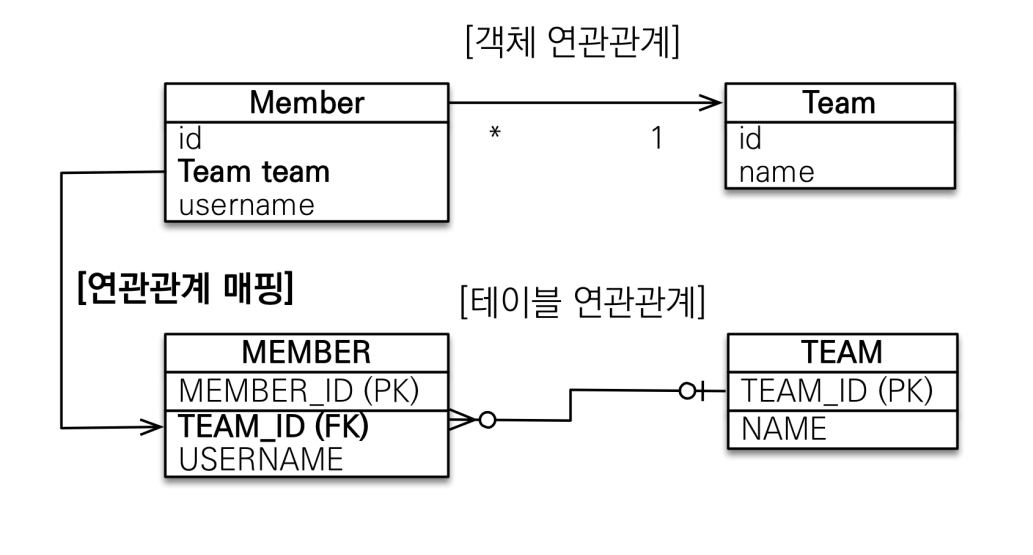 [객체 연관관계]
Member
id
Team team
username
* 1
Team
id
name
[연관관계 매핑]
[테이블 연관관계]
MEMBER
MEMBER_ID (PK)
TEAM_ID (FK)
USERNAME
TEAM
TEAM_ID (PK)
NAME